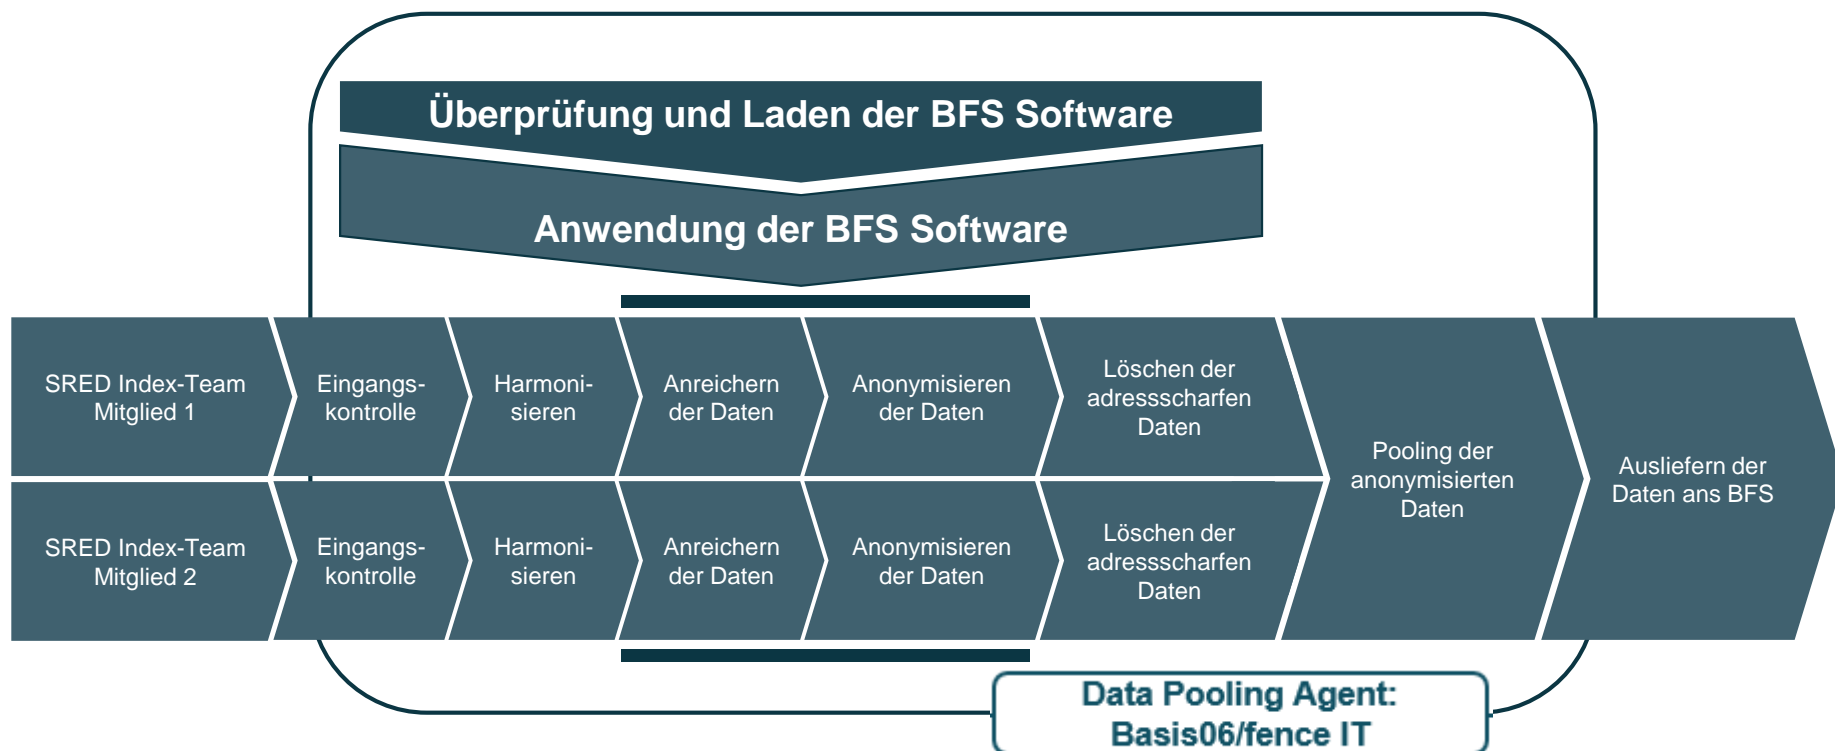 Überprüfung und Laden der BFS Software
Anwendung der BFS Software
SRED Index-Team
Mitglied 1
Eingangs-
kontrolle
Harmoni-
sieren
Anreichern
der Daten
Anonymisieren
der Daten
Löschen der
adressscharfen
Daten
SRED Index-Team
Mitglied 2
Eingangs-
kontrolle
Harmoni-
sieren
Anreichern
der Daten
Anonymisieren
der Daten
Löschen der
adressscharfen
Daten
Pooling der
anonymisierten
Daten
Ausliefern der
Daten ans BFS
Data Pooling Agent:
Basis06/fence IT